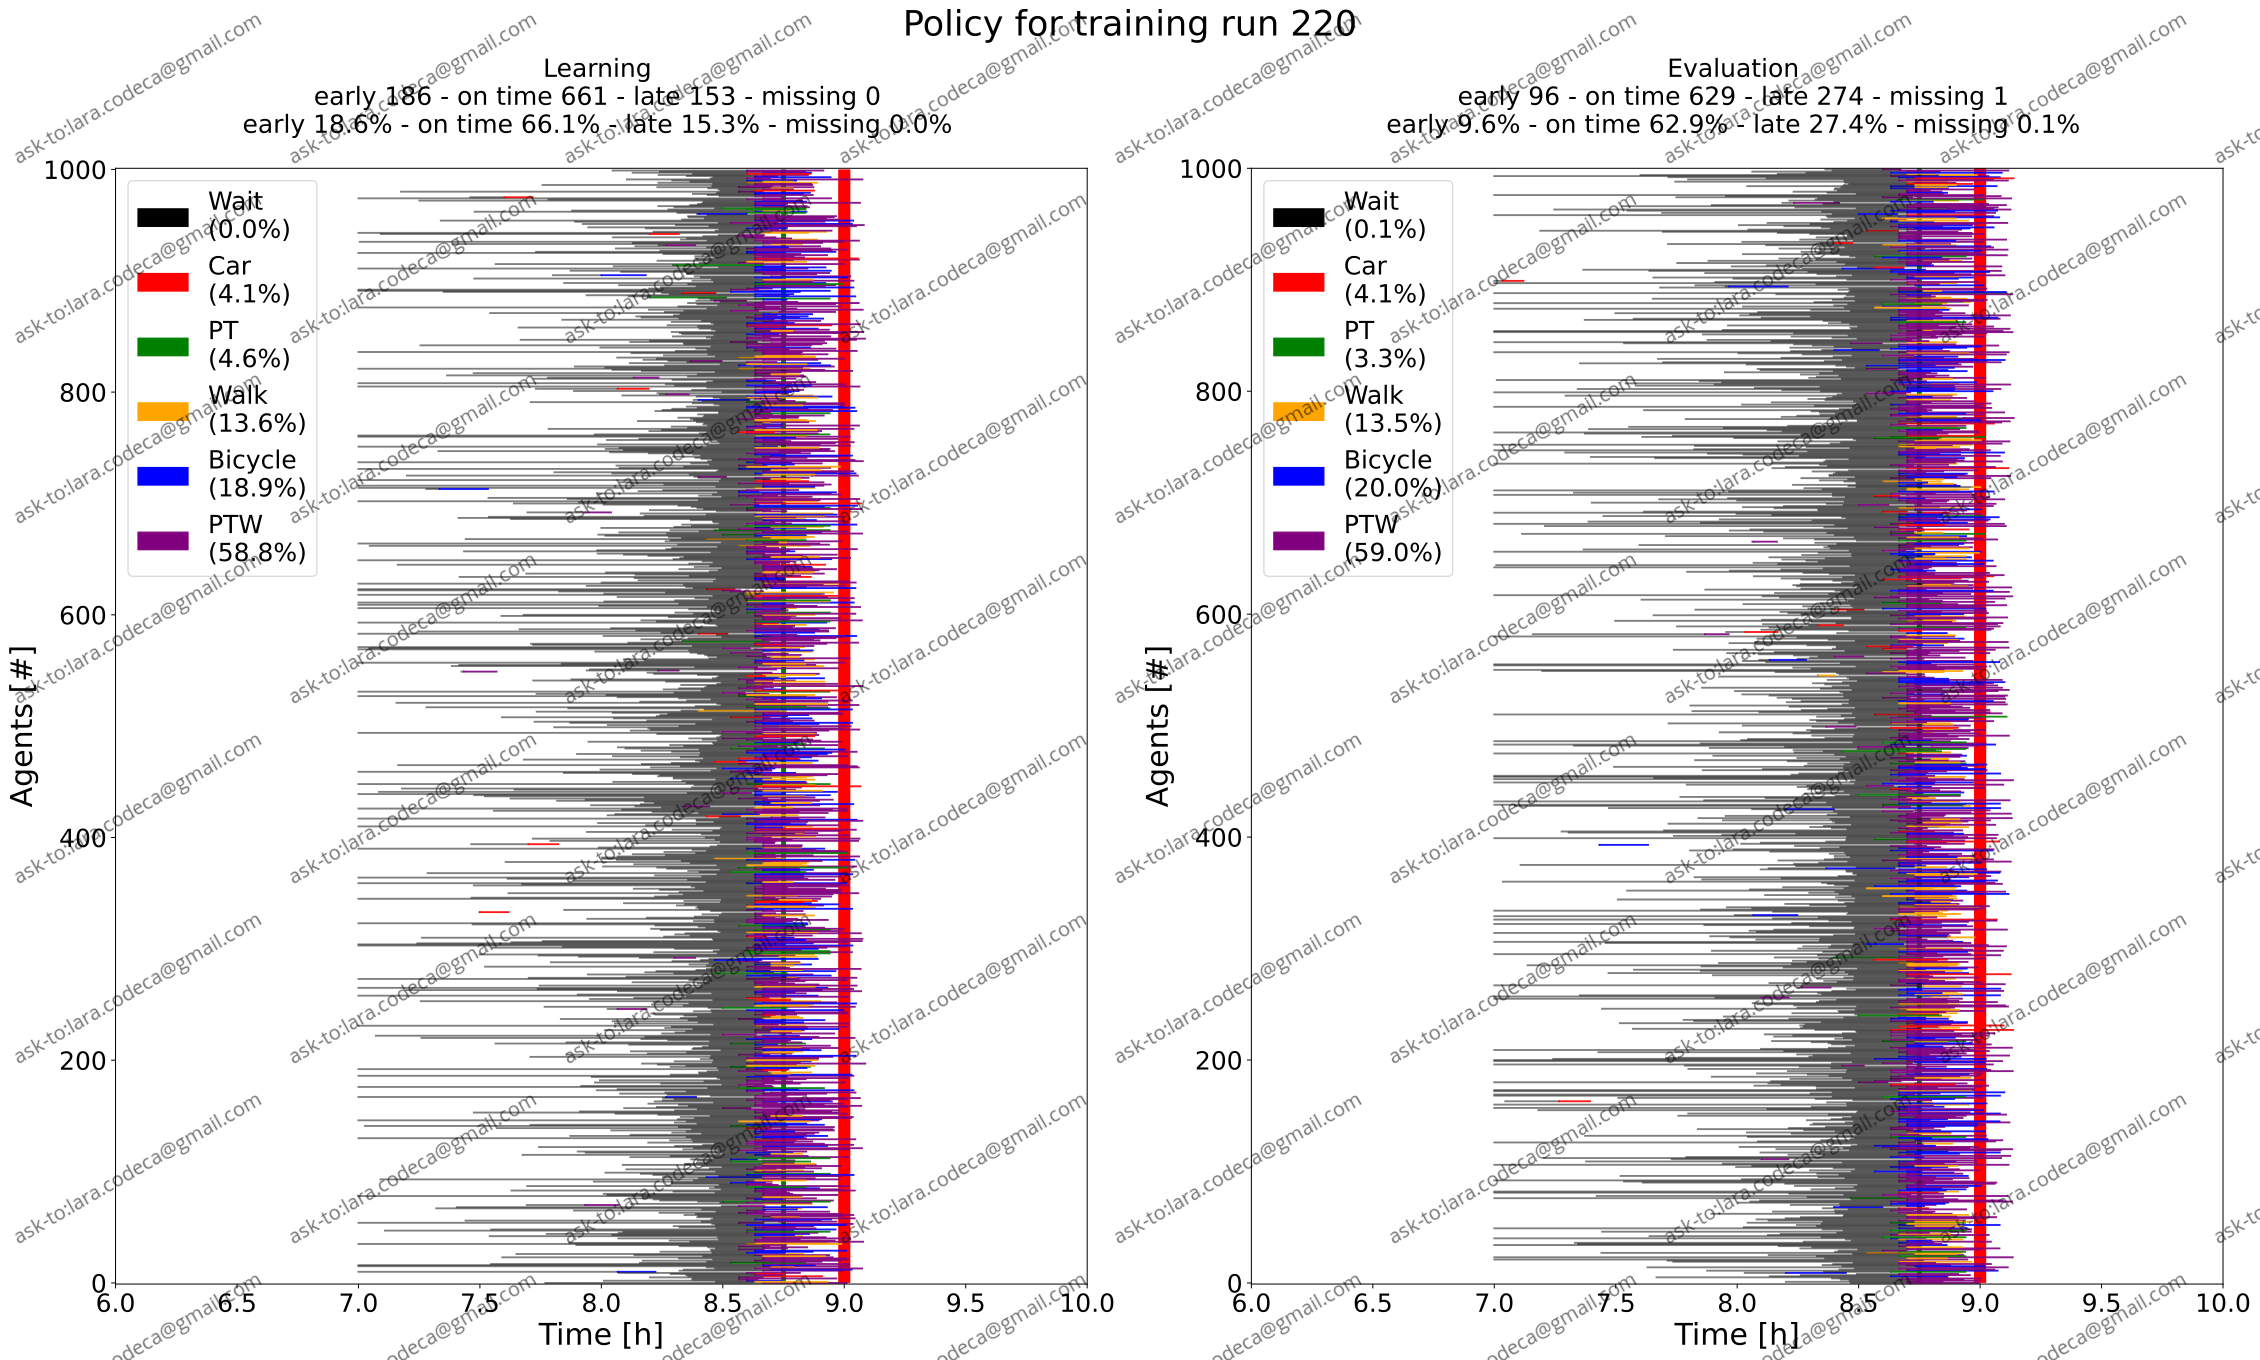 Policy for training run 220
Learning
early 186 - on time 661 - late 153 - missing 0
early 18.6% - on time 66.1% - late 15.3% - missing 0.0%
Agents [#]
1000
800
600
400
200
0
Wait
(0.0%)
Car
(4.1%)
PT
(4.6%)
Walk
(13.6%)
Bicycle
(18.9%)
PTW
(58.8%)
6.0 6.5 7.0 7.5 8.0 8.5 9.0 9.5 10.0
Time [h]
Evaluation
early 96 - on time 629 - late 274 - missing 1
early 9.6% - on time 62.9% - late 27.4% - missing 0.1%
Agents [#]
1000
800
600
400
200
0
Wait
(0.1%)
Car
(4.1%)
PT
(3.3%)
Walk
(13.5%)
Bicycle
(20.0%)
PTW
(59.0%)
6.0 6.5 7.0 7.5 8.0 8.5 9.0 9.5 10.0
Time [h]
ask-to:lara.codeca@gmail.com